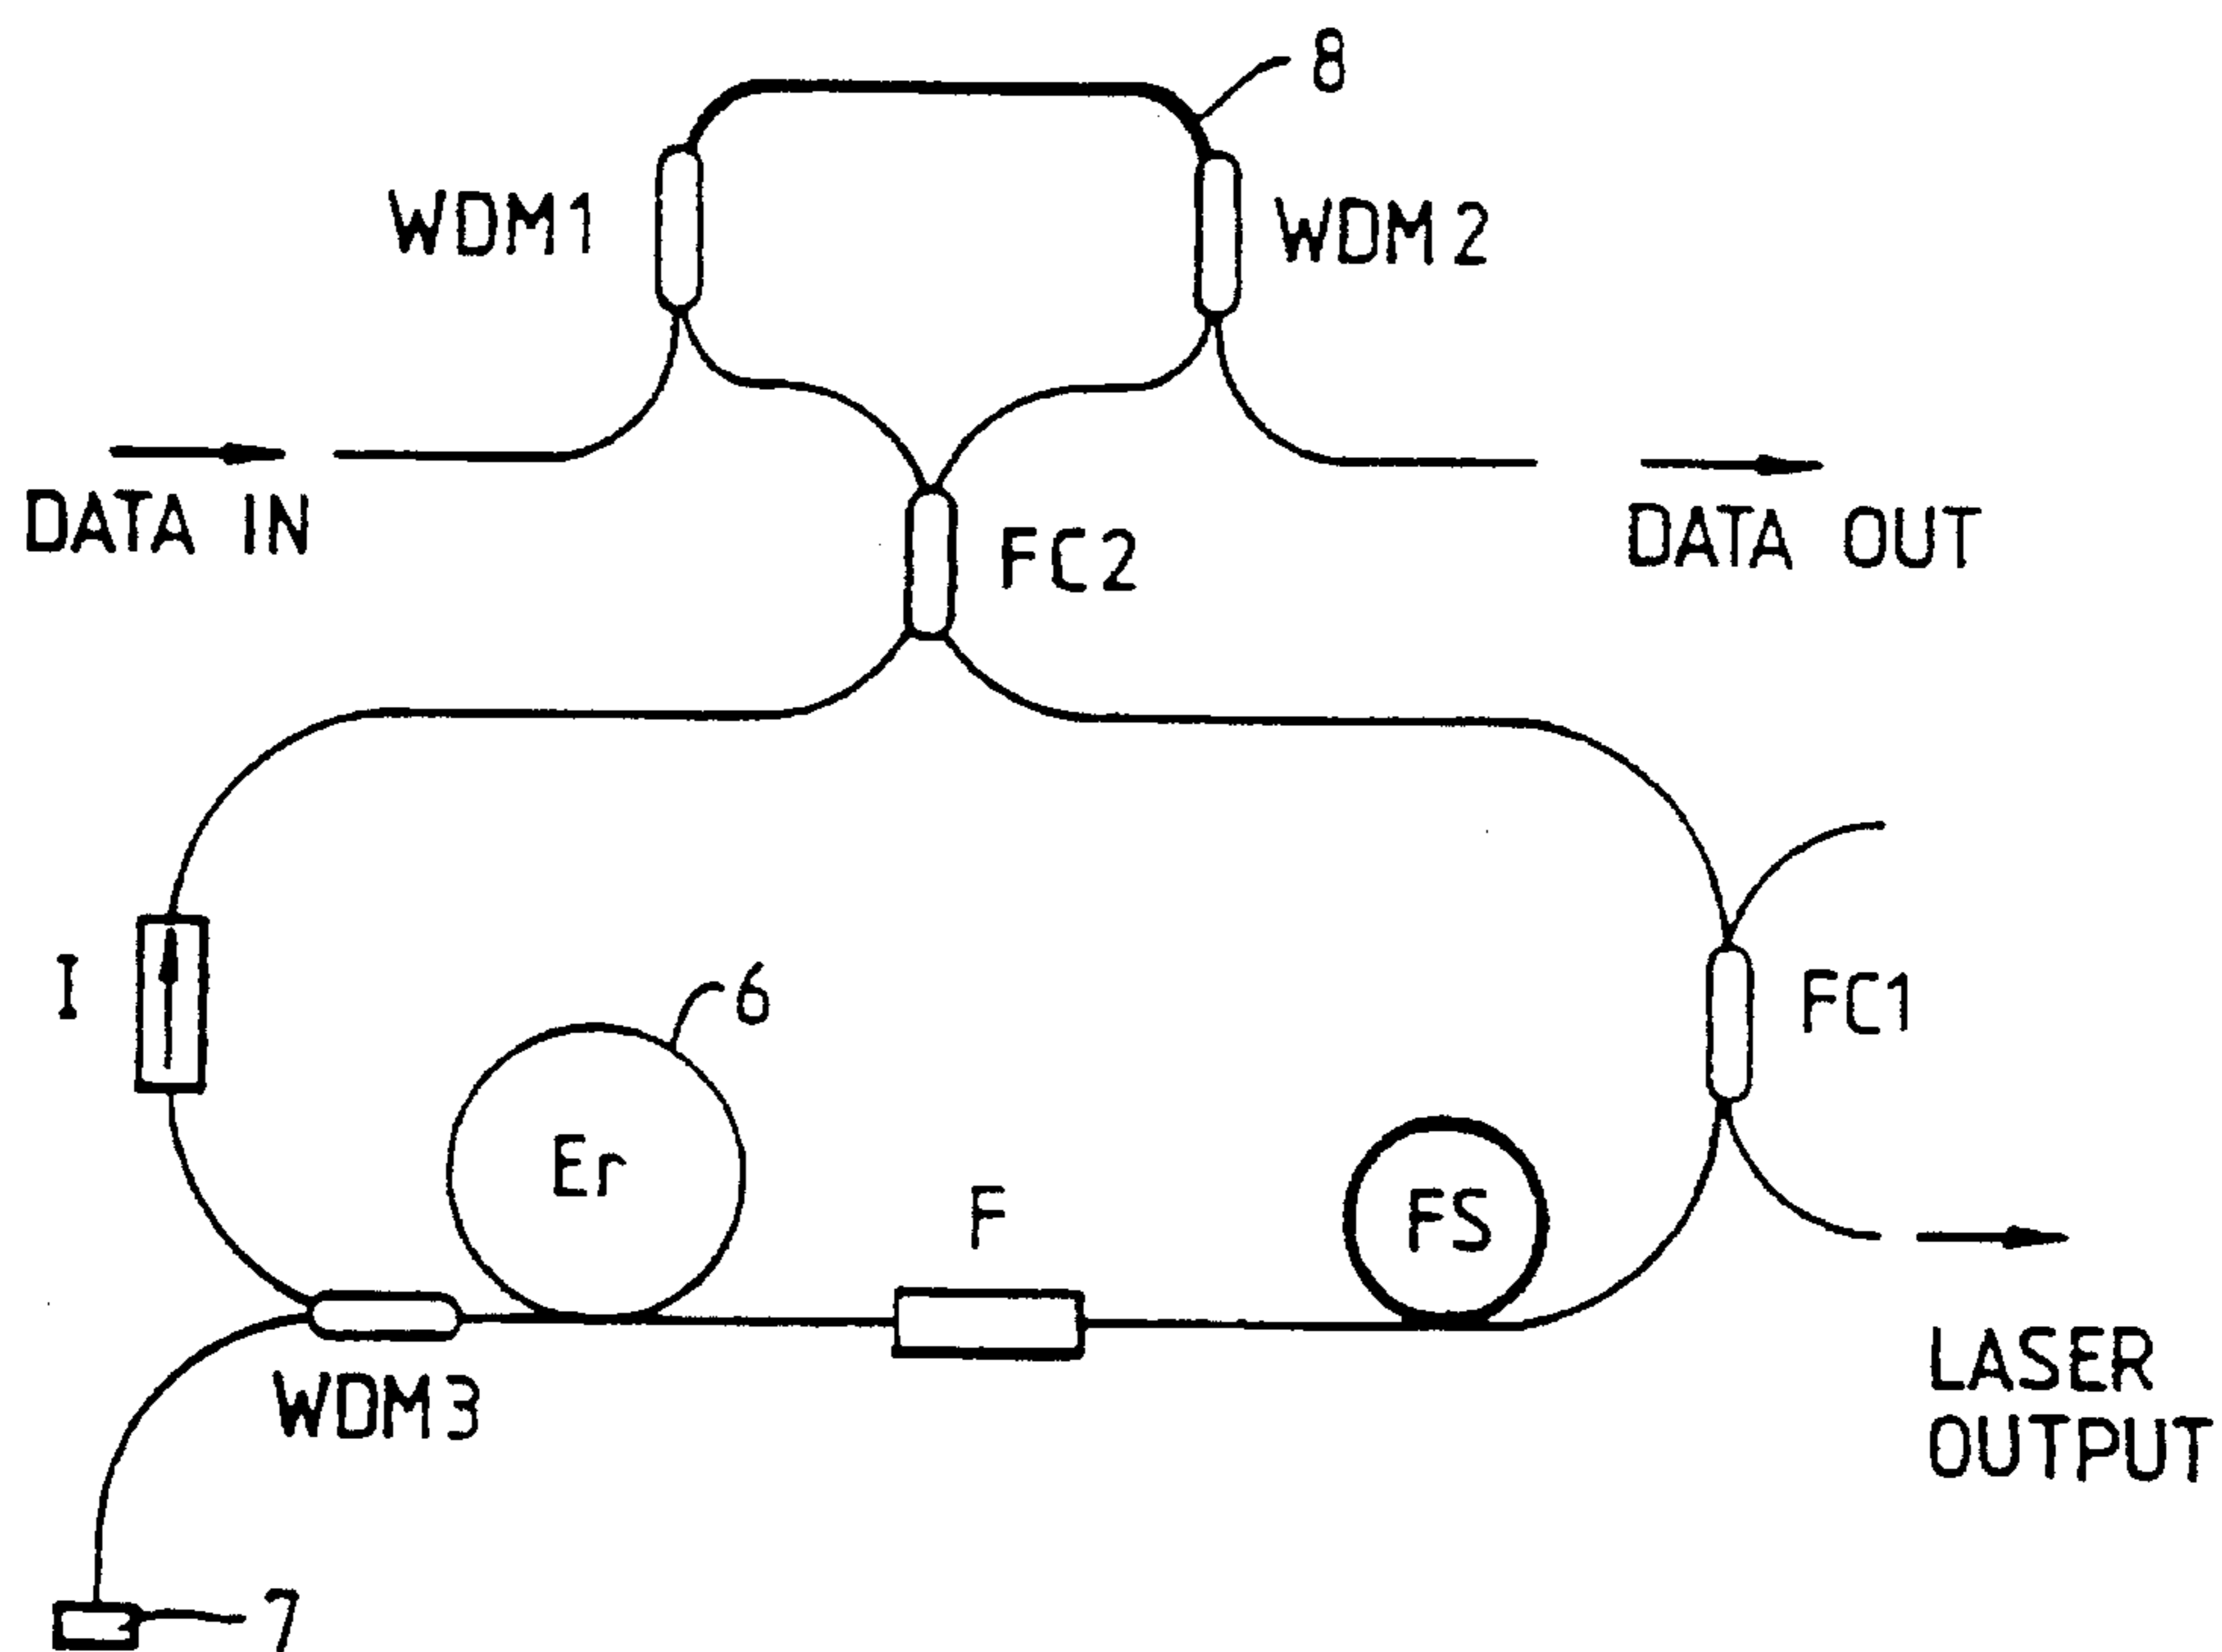 8
WDM1
WDM2
DATA IN
FC2
DATA OUT
I
6
FC1
Er
F
FS
WDM3
LASER
OUTPUT
7